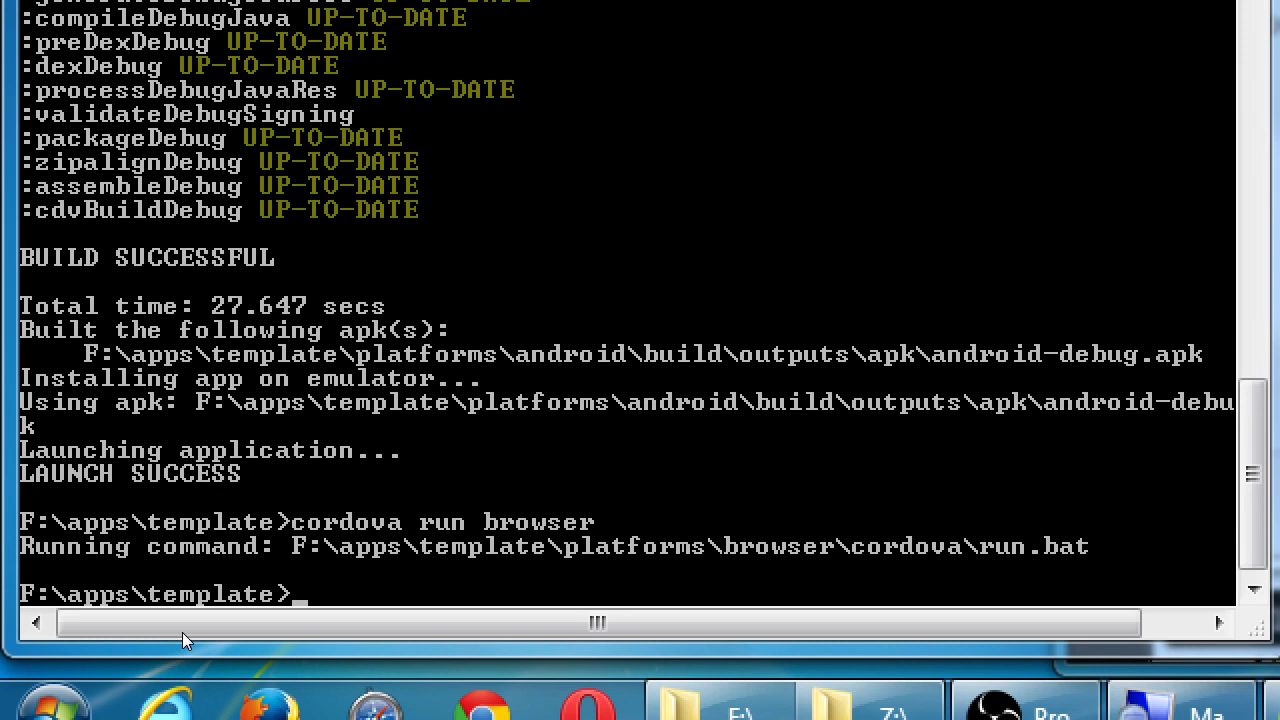 :compileDebugJava UP-TO-DATE
:preDexDebug UP-TO-DATE
:dexDebug UP-TO-DATE
:processDebugJavaRes UP-TO-DATE
:validateDebugSigning
:packageDebug UP-TO-DATE
:zipalignDebug UP-TO-DATE
:assembleDebug UP-TO-DATE
:cdvBuildDebug UP-TO-DATE
BUILD SUCCESSFUL
Total time: 27.647 secs
Built the following apk(s):
F:\apps\template\platforms\android\build\outputs\apk\android-debug.apk
Installing app on emulator...
Using apk: F:\apps\template\platforms\android\build\outputs\apk\android-debu
k
Launching application...
LAUNCH SUCCESS
F:\apps\template>cordova run browser
Running command: F:\apps\template\platforms\browser\cordova\run.bat
F:\apps\template>_
Pro Ma